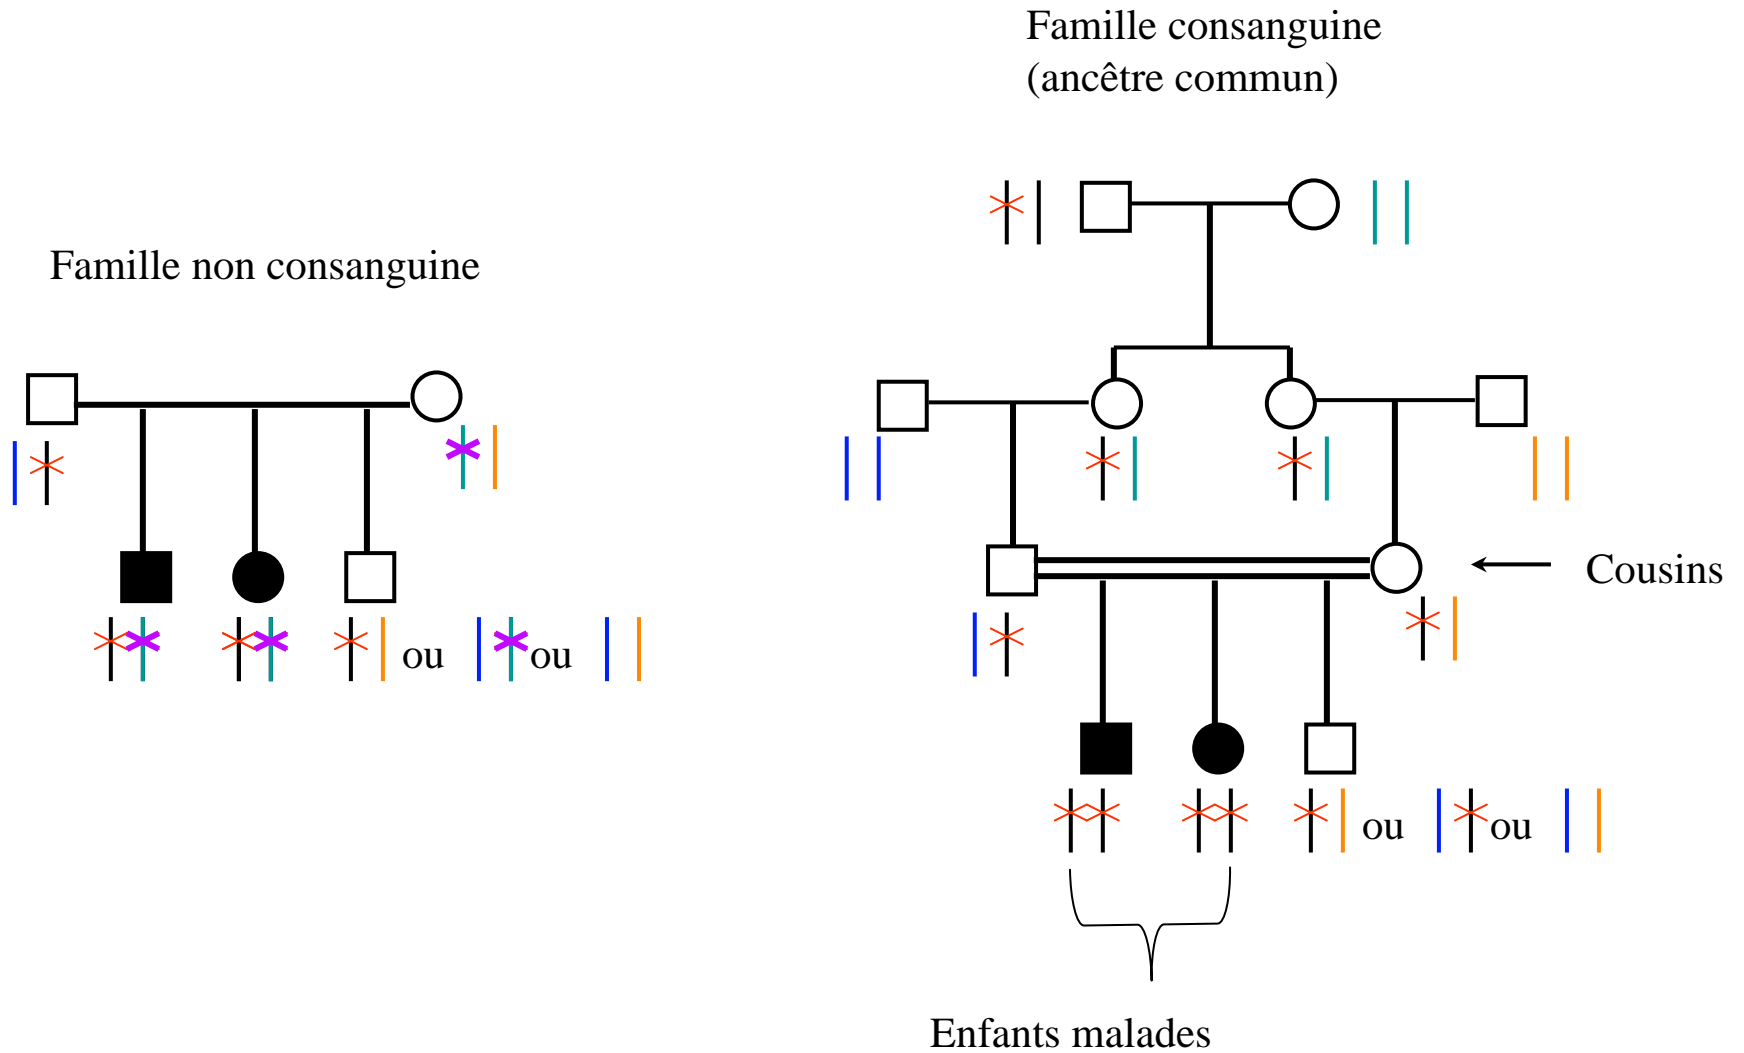 Famille consanguine
(ancêtre commun)
Famille non consanguine
Cousins
ou ou
ou ou
Enfants malades